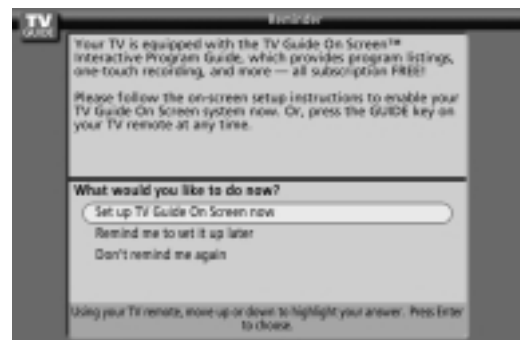 TV
GUIDE
Reminder
Your TV is equipped with the TV Guide On Screen™
Interactive Program Guide, which provides program listings,
one-touch recording, and more — all subscription FREE!
Please follow the on-screen setup instructions to enable your
TV Guide On Screen system now. Or, press the GUIDE key on
your TV remote at any time.
What would you like to do now?
Set up TV Guide On Screen now
Remind me to set it up later
Don't remind me again
Using your TV remote, move up or down to highlight your answer. Press Enter
to choose.